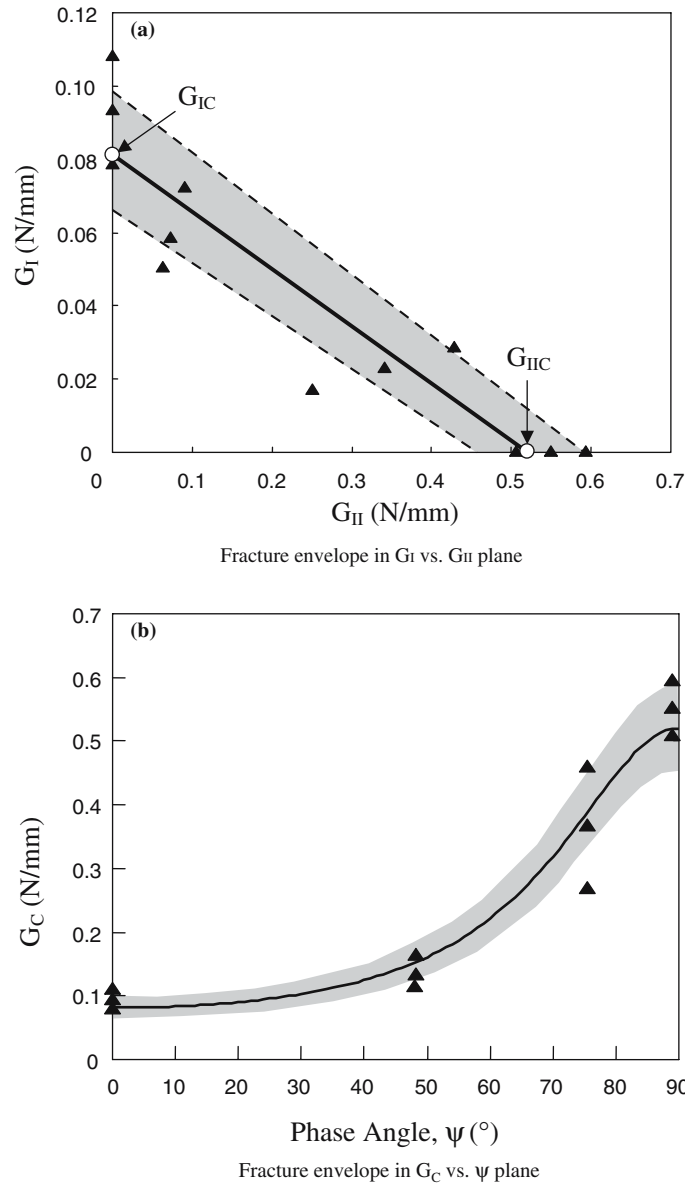 (a)
0.12
0.10
0.08
0.06
0.04
0.02
0
G_I (N/mm)
G_IC
G_IIC
0 0.1 0.2 0.3 0.4 0.5 0.6 0.7
G_II (N/mm)
Fracture envelope in G_I vs. G_II plane
(b)
0.7
0.6
0.5
0.4
0.3
0.2
0.1
0
G_C (N/mm)
0 10 20 30 40 50 60 70 80 90
Phase Angle, ψ (°)
Fracture envelope in G_C vs. ψ plane